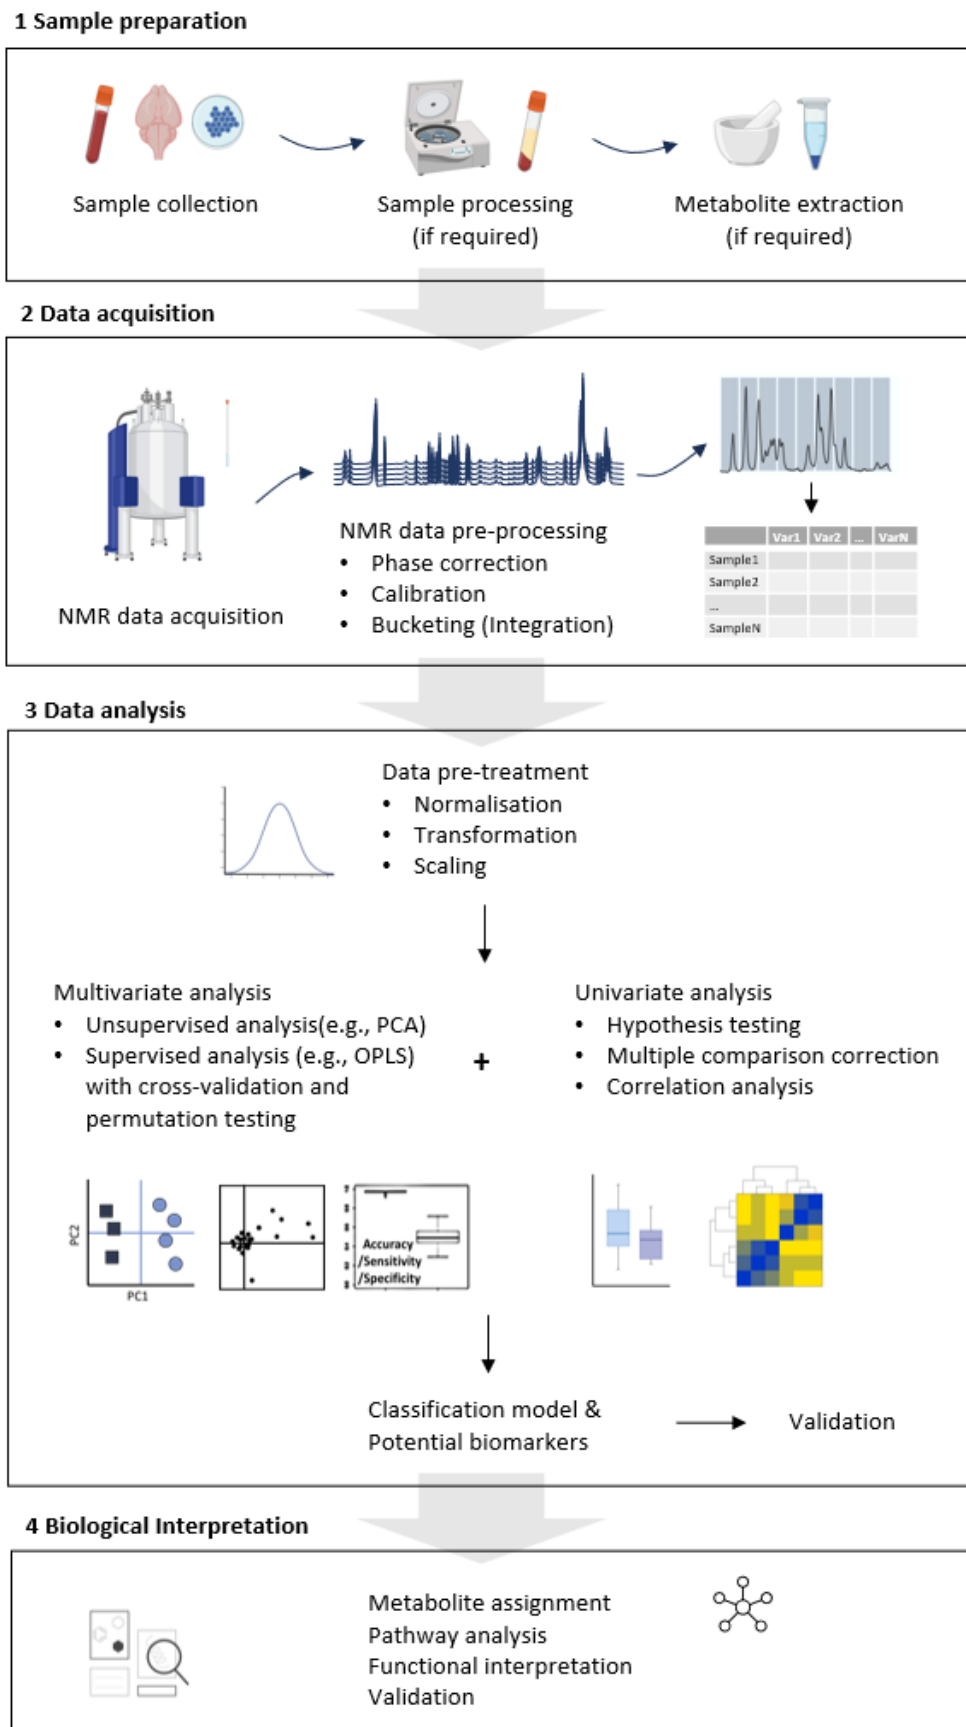 1 Sample preparation
Sample collection
Sample processing
(if required)
Metabolite extraction
(if required)
2 Data acquisition
NMR data acquisition
NMR data pre-processing
• Phase correction
• Calibration
• Bucketing (Integration)
Var1 Var2 ... VarN
Sample1
Sample2
...
SampleN
3 Data analysis
Data pre-treatment
• Normalisation
• Transformation
• Scaling
Multivariate analysis
• Unsupervised analysis(e.g., PCA)
• Supervised analysis (e.g., OPLS)
with cross-validation and
permutation testing
+
Univariate analysis
• Hypothesis testing
• Multiple comparison correction
• Correlation analysis
PC2
PC1
Accuracy
/Sensitivity
/Specificity
Classification model &
Potential biomarkers
Validation
4 Biological Interpretation
Metabolite assignment
Pathway analysis
Functional interpretation
Validation